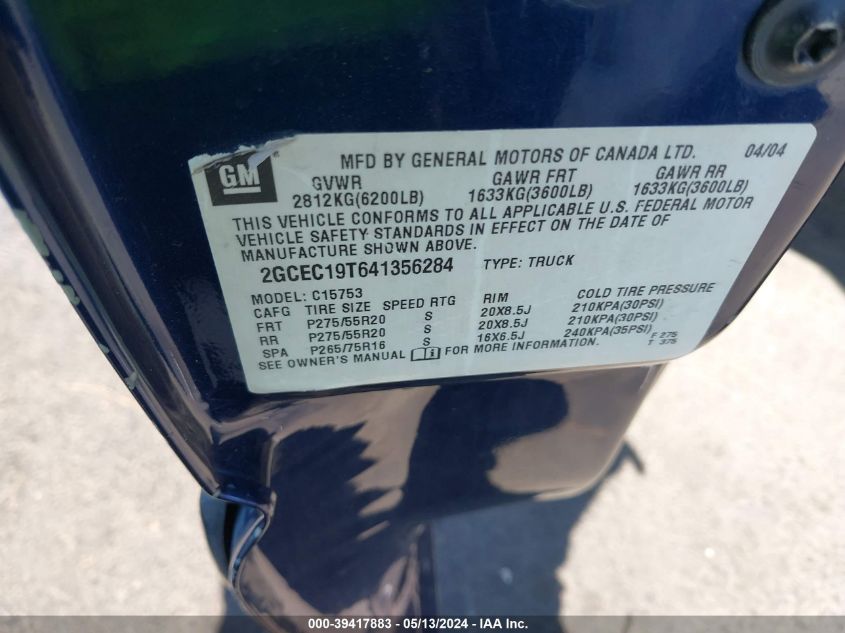 GM
MFD BY GENERAL MOTORS OF CANADA LTD. 04/04
GVWR GAWR FRT GAWR RR
2812KG(6200LB) 1633KG(3600LB) 1633KG(3600LB)
THIS VEHICLE CONFORMS TO ALL APPLICABLE U.S. FEDERAL MOTOR
VEHICLE SAFETY STANDARDS IN EFFECT ON THE DATE OF
MANUFACTURE SHOWN ABOVE.
2GCEC19T641356284 TYPE: TRUCK
MODEL: C15753
CAFG TIRE SIZE SPEED RTG RIM COLD TIRE PRESSURE
FRT P275/55R20 S 20X8.5J 210KPA(30PSI)
RR P275/55R20 S 20X8.5J 210KPA(30PSI)
SPA P265/75R16 S 16X6.5J 240KPA(35PSI)
SEE OWNER'S MANUAL FOR MORE INFORMATION.
F 275
T 375
000-39417883 - 05/13/2024 - IAA Inc.